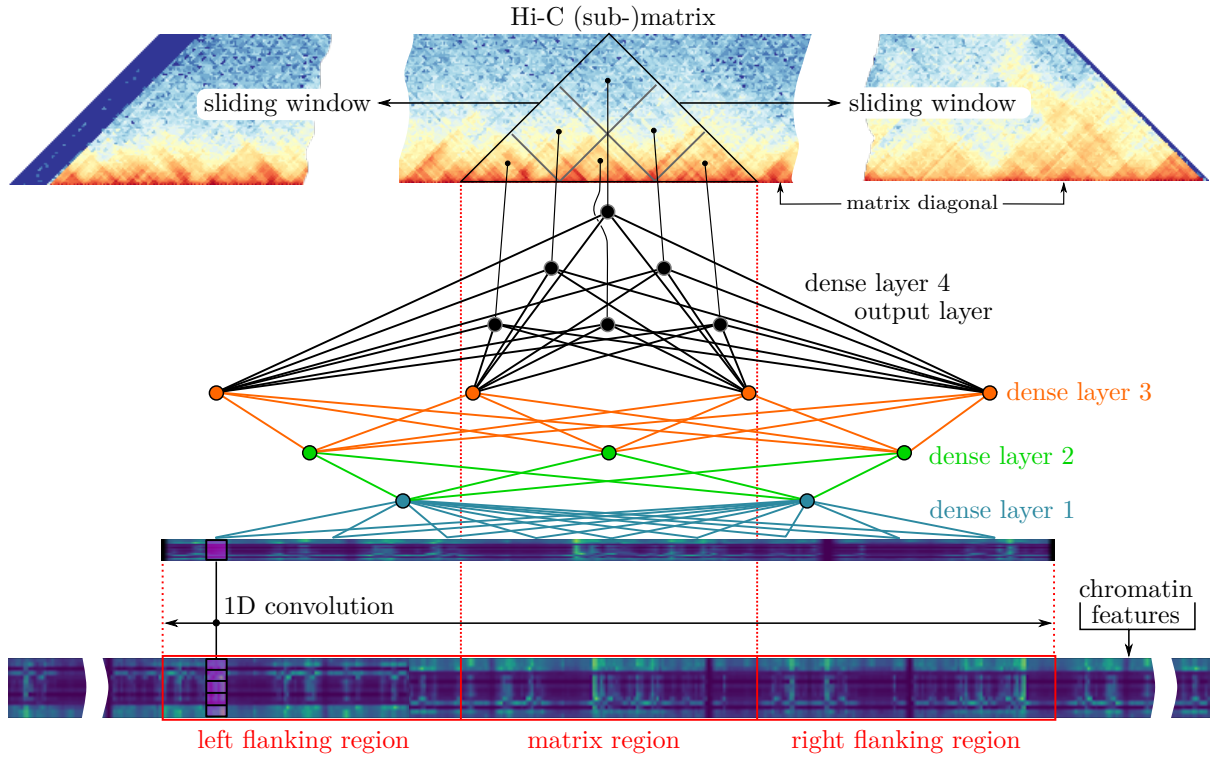 Hi-C (sub-)matrix
sliding window
sliding window
matrix diagonal
dense layer 4
output layer
dense layer 3
dense layer 2
dense layer 1
1D convolution
chromatin
features
left flanking region
matrix region
right flanking region